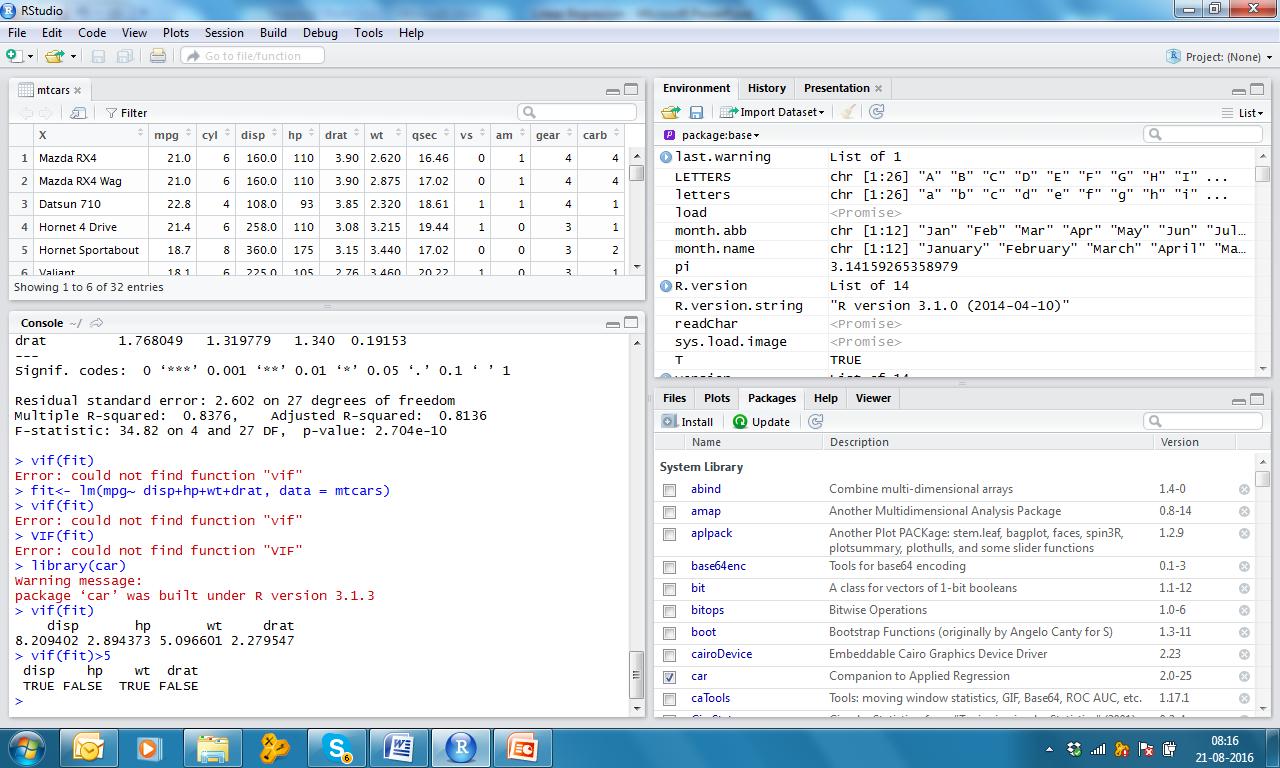 RStudio
File Edit Code View Plots Session Build Debug Tools Help
Go to file/function
Project: (None)
mtcars
Filter
X mpg cyl disp hp drat wt qsec vs am gear carb
1 Mazda RX4 21.0 6 160.0 110 3.90 2.620 16.46 0 1 4 4
2 Mazda RX4 Wag 21.0 6 160.0 110 3.90 2.875 17.02 0 1 4 4
3 Datsun 710 22.8 4 108.0 93 3.85 2.320 18.61 1 1 4 1
4 Hornet 4 Drive 21.4 6 258.0 110 3.08 3.215 19.44 1 0 3 1
5 Hornet Sportabout 18.7 8 360.0 175 3.15 3.440 17.02 0 0 3 2
6 Valiant 18.1 6 225.0 105 2.76 3.460 20.22 1 0 3 1
Showing 1 to 6 of 32 entries
Console ~/
drat 1.768049 1.319779 1.340 0.19153
---
Signif. codes: 0 ‘***’ 0.001 ‘**’ 0.01 ‘*’ 0.05 ‘.’ 0.1 ‘ ’ 1
Residual standard error: 2.602 on 27 degrees of freedom
Multiple R-squared: 0.8376, Adjusted R-squared: 0.8136
F-statistic: 34.82 on 4 and 27 DF, p-value: 2.704e-10
> vif(fit)
Error: could not find function "vif"
> fit<- lm(mpg~ disp+hp+wt+drat, data = mtcars)
> vif(fit)
Error: could not find function "vif"
> VIF(fit)
Error: could not find function "VIF"
> library(car)
Warning message:
package ‘car’ was built under R version 3.1.3
> vif(fit)
disp hp wt drat
8.209402 2.894373 5.096601 2.279547
> vif(fit)>5
disp hp wt drat
TRUE FALSE TRUE FALSE
>
Environment History Presentation
Import Dataset List
package:base
last.warning List of 1
LETTERS chr [1:26] "A" "B" "C" "D" "E" "F" "G" "H" "I" ...
letters chr [1:26] "a" "b" "c" "d" "e" "f" "g" "h" "i" ...
load <Promise>
month.abb chr [1:12] "Jan" "Feb" "Mar" "Apr" "May" "Jun" "Jul…
month.name chr [1:12] "January" "February" "March" "April" "Ma…
pi 3.14159265358979
R.version List of 14
R.version.string "R version 3.1.0 (2014-04-10)"
readChar <Promise>
sys.load.image <Promise>
T TRUE
version List of 14
Files Plots Packages Help Viewer
Install Update
Name Description Version
System Library
abind Combine multi-dimensional arrays 1.4-0
amap Another Multidimensional Analysis Package 0.8-14
aplpack Another Plot PACKage: stem.leaf, bagplot, faces, spin3R, 1.2.9
plotsummary, plothulls, and some slider functions
base64enc Tools for base64 encoding 0.1-3
bit A class for vectors of 1-bit booleans 1.1-12
bitops Bitwise Operations 1.0-6
boot Bootstrap Functions (originally by Angelo Canty for S) 1.3-11
cairoDevice Embeddable Cairo Graphics Device Driver 2.23
car Companion to Applied Regression 2.0-25
caTools Tools: moving window statistics, GIF, Base64, ROC AUC, etc. 1.17.1
6
08:16
21-08-2016